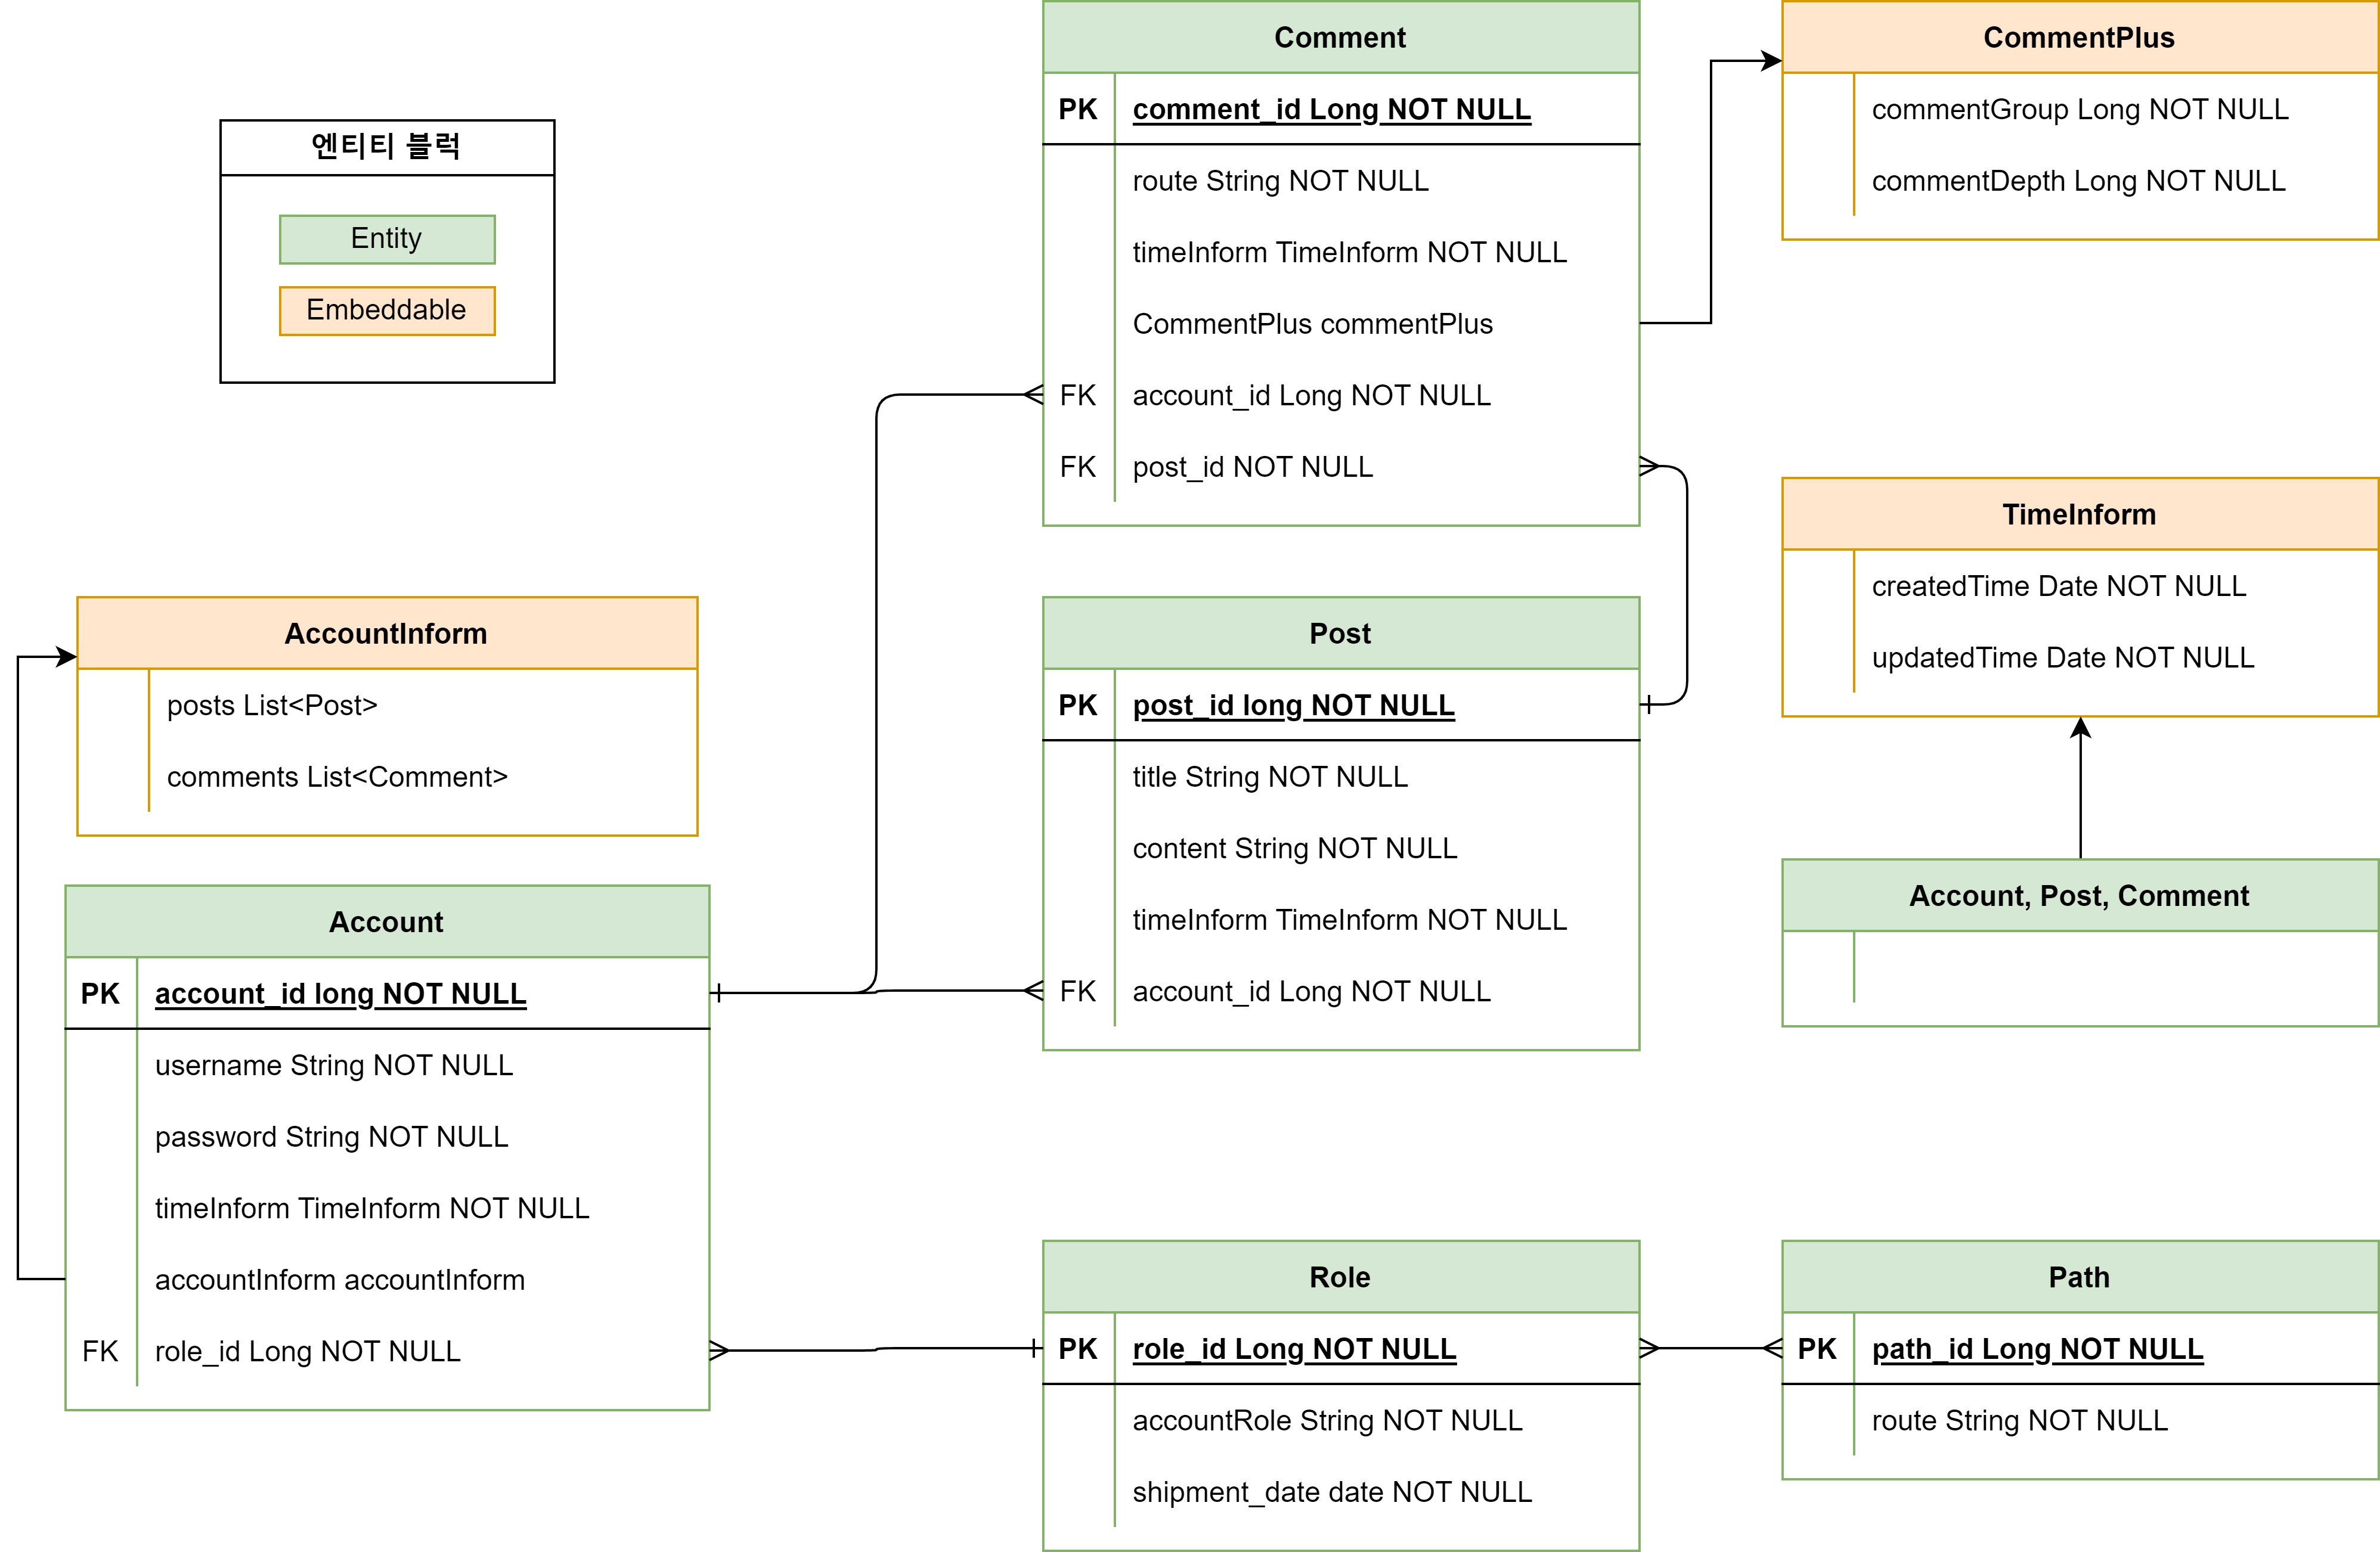 엔티티 블럭
Entity
Embeddable
Comment
PK comment_id Long NOT NULL
route String NOT NULL
timeInform TimeInform NOT NULL
CommentPlus commentPlus
FK account_id Long NOT NULL
FK post_id NOT NULL
CommentPlus
commentGroup Long NOT NULL
commentDepth Long NOT NULL
TimeInform
createdTime Date NOT NULL
updatedTime Date NOT NULL
AccountInform
posts List<Post>
comments List<Comment>
Post
PK post_id long NOT NULL
title String NOT NULL
content String NOT NULL
timeInform TimeInform NOT NULL
FK account_id Long NOT NULL
Account, Post, Comment
Account
PK account_id long NOT NULL
username String NOT NULL
password String NOT NULL
timeInform TimeInform NOT NULL
accountInform accountInform
FK role_id Long NOT NULL
Role
PK role_id Long NOT NULL
accountRole String NOT NULL
shipment_date date NOT NULL
Path
PK path_id Long NOT NULL
route String NOT NULL